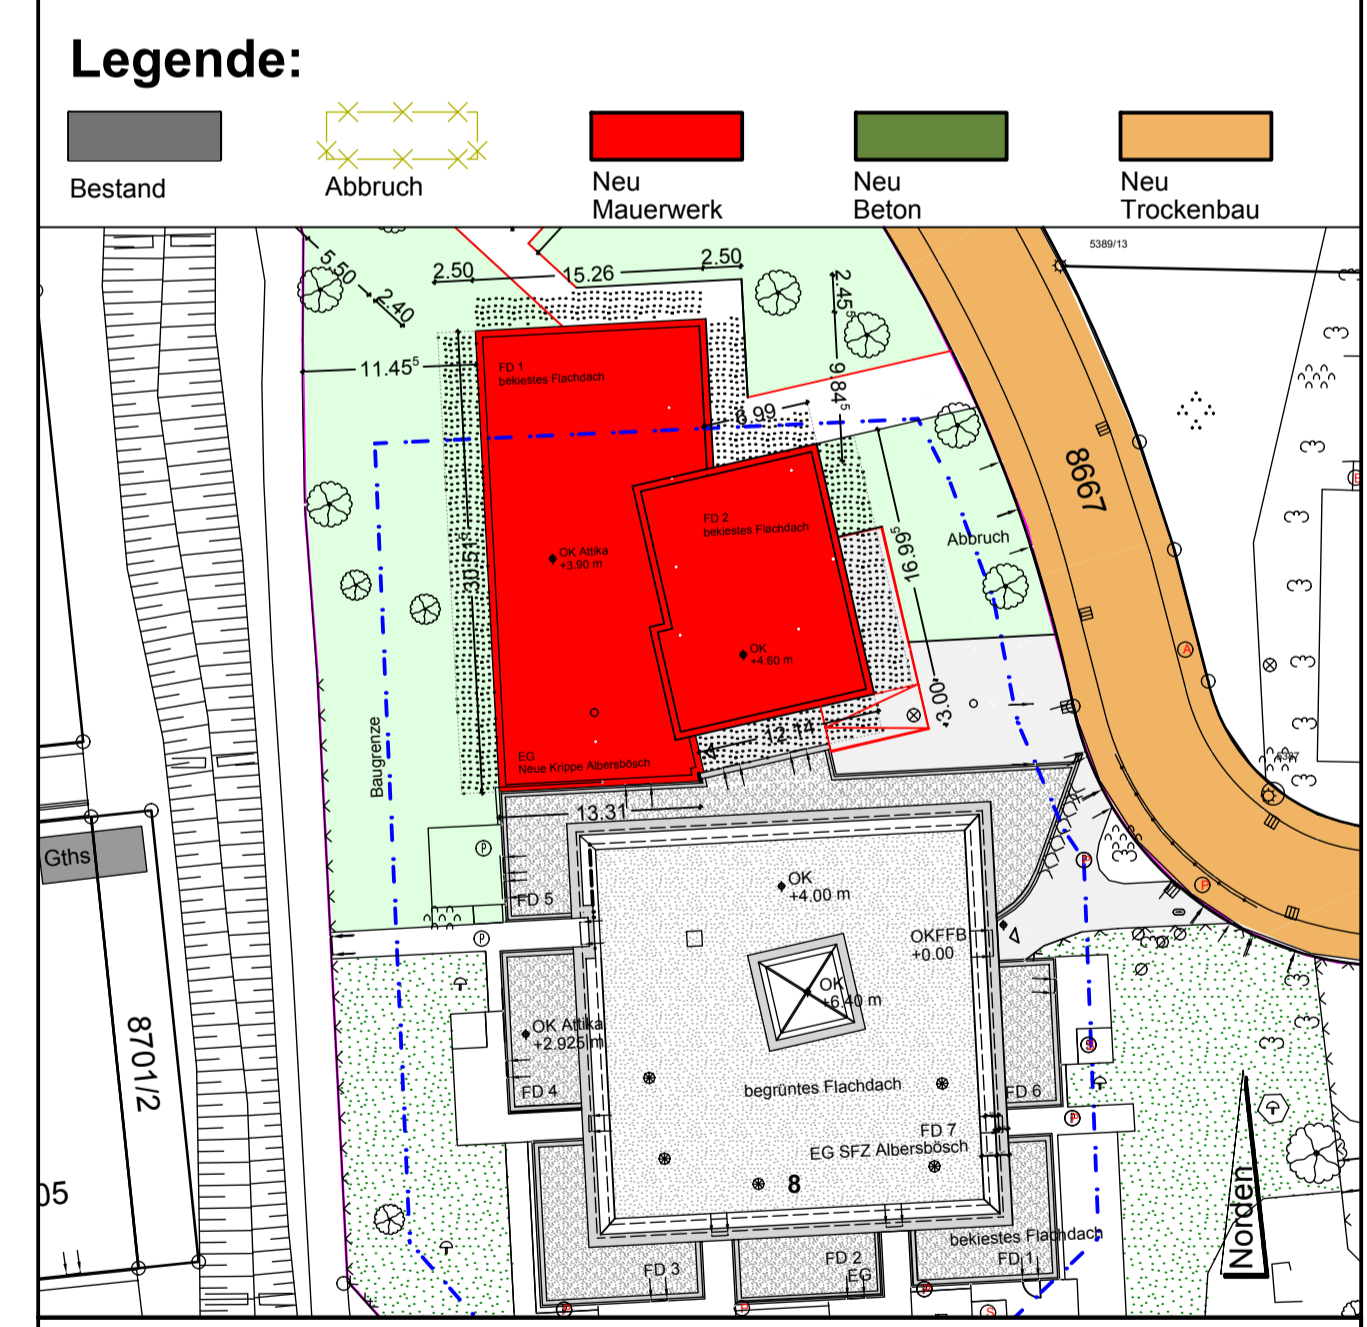 Legende:
Bestand
Abbruch
Neu
Mauerwerk
Neu
Beton
Neu
Trockenbau
5389/13
5.50
2.40
2.50
15.26
2.50
2.45⁵
9.84⁵
11.45⁵
FD 1
bekiestes Flachdach
6.99
8667
FD 2
bekiestes Flachdach
Abbruch
16.99⁵
30.51⁵
OK Attika
+3.90 m
OK
+4.60 m
A
3.00
12.14
Baugrenze
EG
Neue Krippe Albersbösch
13.31
Gths
P
FD 5
OK
+4.00 m
P
P
P
OKFFB
+0.00
OK
+6.40 m
OK Attika
+2.925 m
8701/2
S
FD 4
begrüntes Flachdach
FD 6
P
FD 7
EG SFZ Albersbösch
8
05
Norden
bekiestes Flachdach
FD 1
FD 2
EG
FD 3
P
S